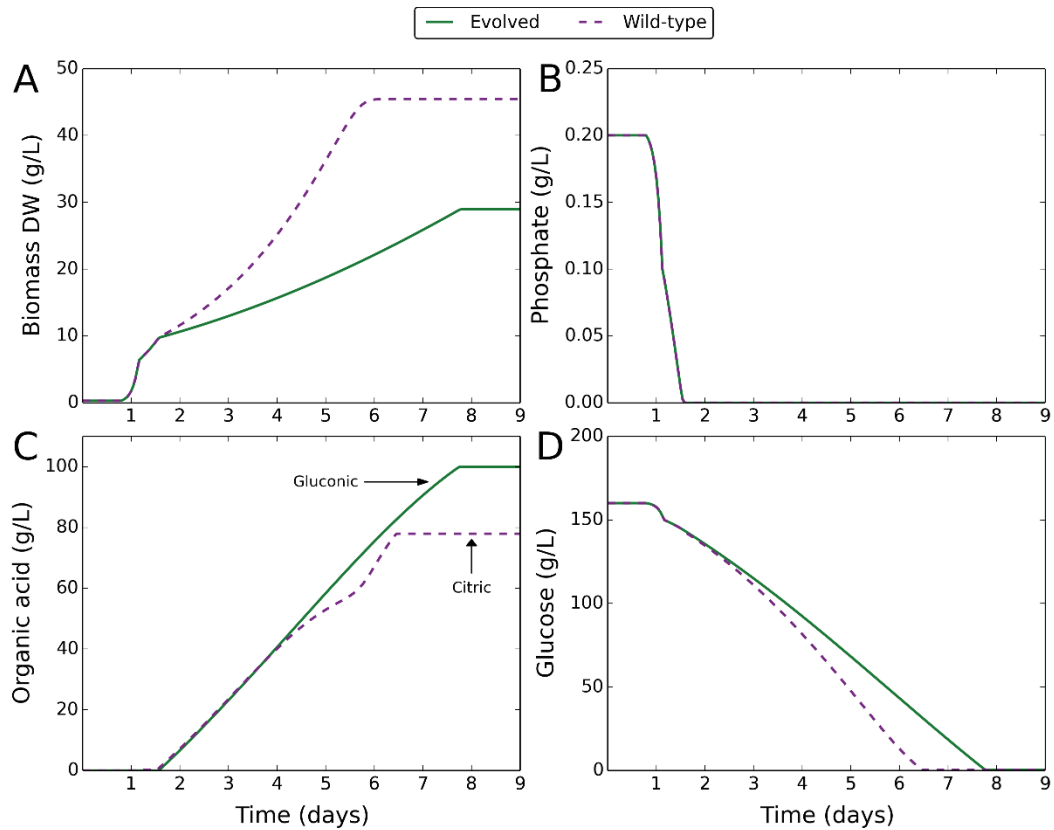 Evolved Wild-type
A
Biomass DW (g/L)
50
40
30
20
10
0
1 2 3 4 5 6 7 8 9
B
Phosphate (g/L)
0.25
0.20
0.15
0.10
0.05
0.00
1 2 3 4 5 6 7 8 9
C
Organic acid (g/L)
100
80
60
40
20
0
Gluconic
Citric
1 2 3 4 5 6 7 8 9
Time (days)
D
Glucose (g/L)
200
150
100
50
0
1 2 3 4 5 6 7 8 9
Time (days)